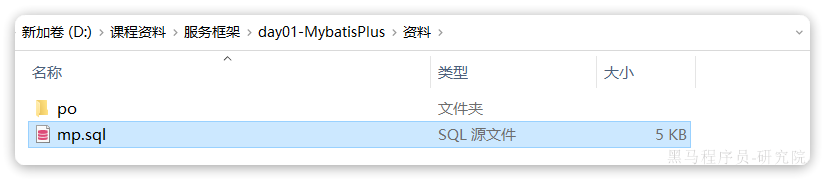 新加卷 (D:) › 课程资料 › 服务框架 › day01-MybatisPlus › 资料 ›
名称 类型 大小
po 文件夹
mp.sql SQL 源文件 5 KB
黑马程序员-研究院